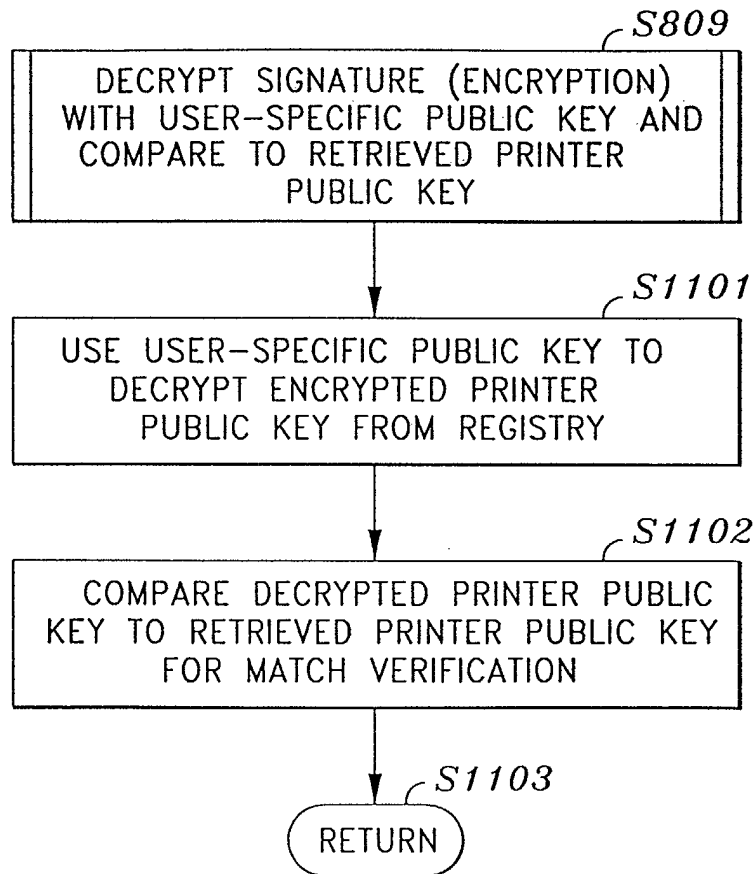 S809
DECRYPT SIGNATURE (ENCRYPTION)
WITH USER-SPECIFIC PUBLIC KEY AND
COMPARE TO RETRIEVED PRINTER
PUBLIC KEY
S1101
USE USER-SPECIFIC PUBLIC KEY TO
DECRYPT ENCRYPTED PRINTER
PUBLIC KEY FROM REGISTRY
S1102
COMPARE DECRYPTED PRINTER PUBLIC
KEY TO RETRIEVED PRINTER PUBLIC KEY
FOR MATCH VERIFICATION
S1103
RETURN